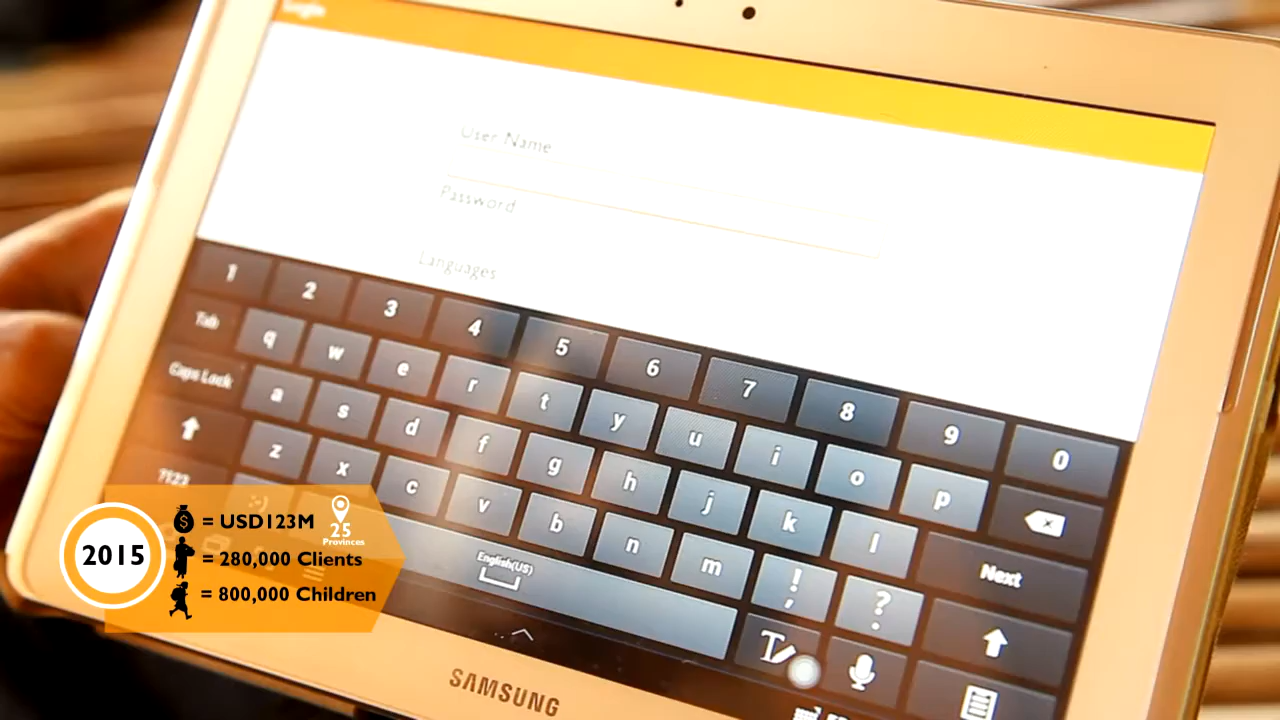 Login
User Name
Password
Languages
1 2 3 4 5 6 7 8 9 0
Tab q w e r t y u i o p
Caps Lock a s d f g h j k l Next
z x c v b n m ! , ? .
?123
English(US)
SAMSUNG
2015
$ = USD123M
25
Provinces
= 280,000 Clients
= 800,000 Children